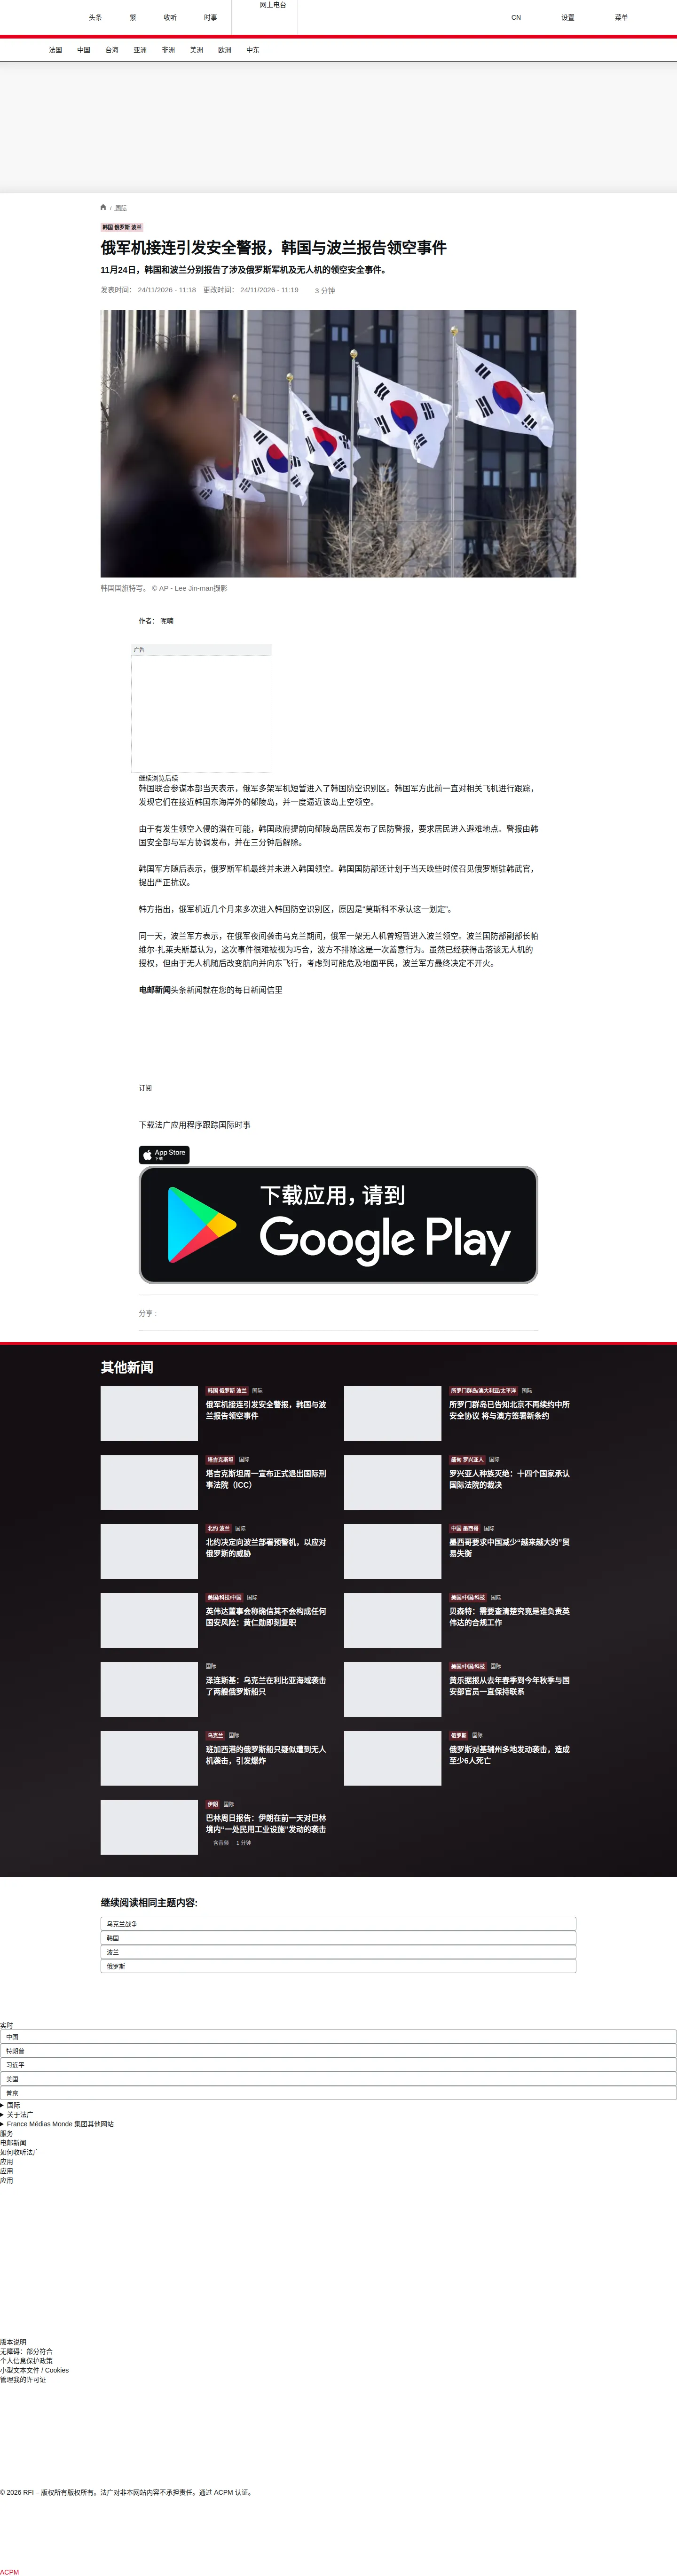 头条
繁
收听
时事
网上电台
CN
设置
菜单
法国
中国
台海
亚洲
非洲
美洲
欧洲
中东
/ 国际
韩国 俄罗斯 波兰
俄军机接连引发安全警报，韩国与波兰报告领空事件
11月24日，韩国和波兰分别报告了涉及俄罗斯军机及无人机的领空安全事件。
发表时间： 24/11/2026 - 11:18 更改时间： 24/11/2026 - 11:19
3 分钟
韩国国旗特写。 © AP - Lee Jin-man摄影
作者： 呢喃
广告
继续浏览后续
韩国联合参谋本部当天表示，俄军多架军机短暂进入了韩国防空识别区。韩国军方此前一直对相关飞机进行跟踪，
发现它们在接近韩国东海岸外的郁陵岛，并一度逼近该岛上空领空。
由于有发生领空入侵的潜在可能，韩国政府提前向郁陵岛居民发布了民防警报，要求居民进入避难地点。警报由韩
国安全部与军方协调发布，并在三分钟后解除。
韩国军方随后表示，俄罗斯军机最终并未进入韩国领空。韩国国防部还计划于当天晚些时候召见俄罗斯驻韩武官，
提出严正抗议。
韩方指出，俄军机近几个月来多次进入韩国防空识别区，原因是“莫斯科不承认这一划定”。
同一天，波兰军方表示，在俄军夜间袭击乌克兰期间，俄军一架无人机曾短暂进入波兰领空。波兰国防部副部长帕
维尔·扎莱夫斯基认为，这次事件很难被视为巧合，波方不排除这是一次蓄意行为。虽然已经获得击落该无人机的
授权，但由于无人机随后改变航向并向东飞行，考虑到可能危及地面平民，波兰军方最终决定不开火。
电邮新闻头条新闻就在您的每日新闻信里
订阅
下载法广应用程序跟踪国际时事
App Store
下载
下载应用，请到
Google Play
分享 :
其他新闻
韩国 俄罗斯 波兰 国际
俄军机接连引发安全警报，韩国与波
兰报告领空事件
所罗门群岛/澳大利亚/太平洋 国际
所罗门群岛已告知北京不再续约中所
安全协议 将与澳方签署新条约
塔吉克斯坦 国际
塔吉克斯坦周一宣布正式退出国际刑
事法院（ICC）
缅甸 罗兴亚人 国际
罗兴亚人种族灭绝：十四个国家承认
国际法院的裁决
北约 波兰 国际
北约决定向波兰部署预警机，以应对
俄罗斯的威胁
中国 墨西哥 国际
墨西哥要求中国减少“越来越大的”贸
易失衡
美国/科技/中国 国际
英伟达董事会称确信其不会构成任何
国安风险：黄仁勋即刻复职
美国/中国/科技 国际
贝森特：需要查清楚究竟是谁负责英
伟达的合规工作
国际
泽连斯基：乌克兰在利比亚海域袭击
了两艘俄罗斯船只
美国/中国/科技 国际
黄乐据报从去年春季到今年秋季与国
安部官员一直保持联系
乌克兰 国际
班加西港的俄罗斯船只疑似遭到无人
机袭击，引发爆炸
俄罗斯 国际
俄罗斯对基辅州多地发动袭击，造成
至少6人死亡
伊朗 国际
巴林周日报告：伊朗在前一天对巴林
境内“一处民用工业设施”发动的袭击
含音频 1 分钟
继续阅读相同主题内容:
乌克兰战争
韩国
波兰
俄罗斯
实时
中国
特朗普
习近平
美国
普京
国际
关于法广
France Médias Monde 集团其他网站
服务
电邮新闻
如何收听法广
应用
应用
应用
版本说明
无障碍：部分符合
个人信息保护政策
小型文本文件 / Cookies
管理我的许可证
© 2026 RFI – 版权所有版权所有。法广对非本网站内容不承担责任。通过 ACPM 认证。
ACPM